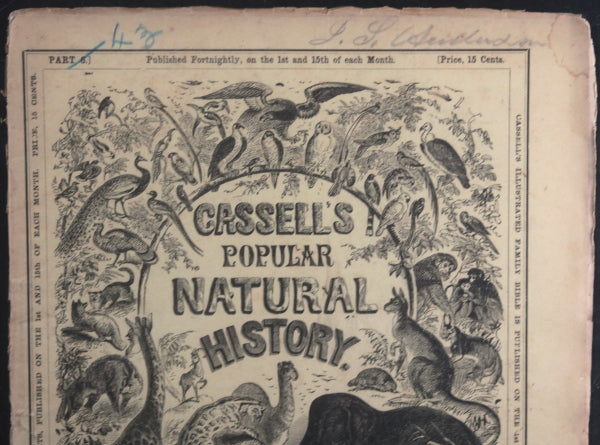 PART 5.] Published Fortnightly, on the 1st and 15th of each Month. [Price, 15 Cents.
CASSELL'S
POPULAR
NATURAL
HISTORY.
PUBLISHED ON THE 1st AND 15th OF EACH MONTH. PRICE, 15 CENTS.
CASSELL'S ILLUSTRATED FAMILY BIBLE IS PUBLISHED ON THE